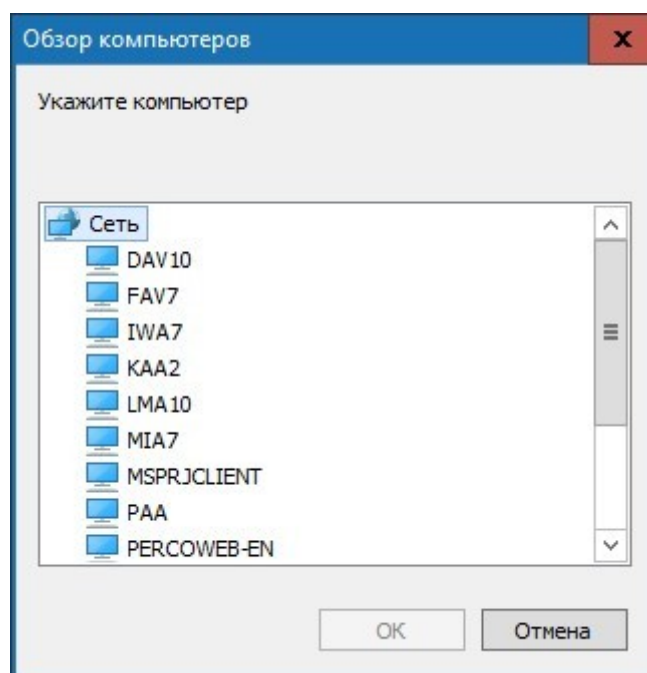 Обзор компьютеров
Укажите компьютер
Сеть
DAV10
FAV7
IWA7
KAA2
LMA10
MIA7
MSPRJCLIENT
PAA
PERCOWEB-EN
OK
Отмена